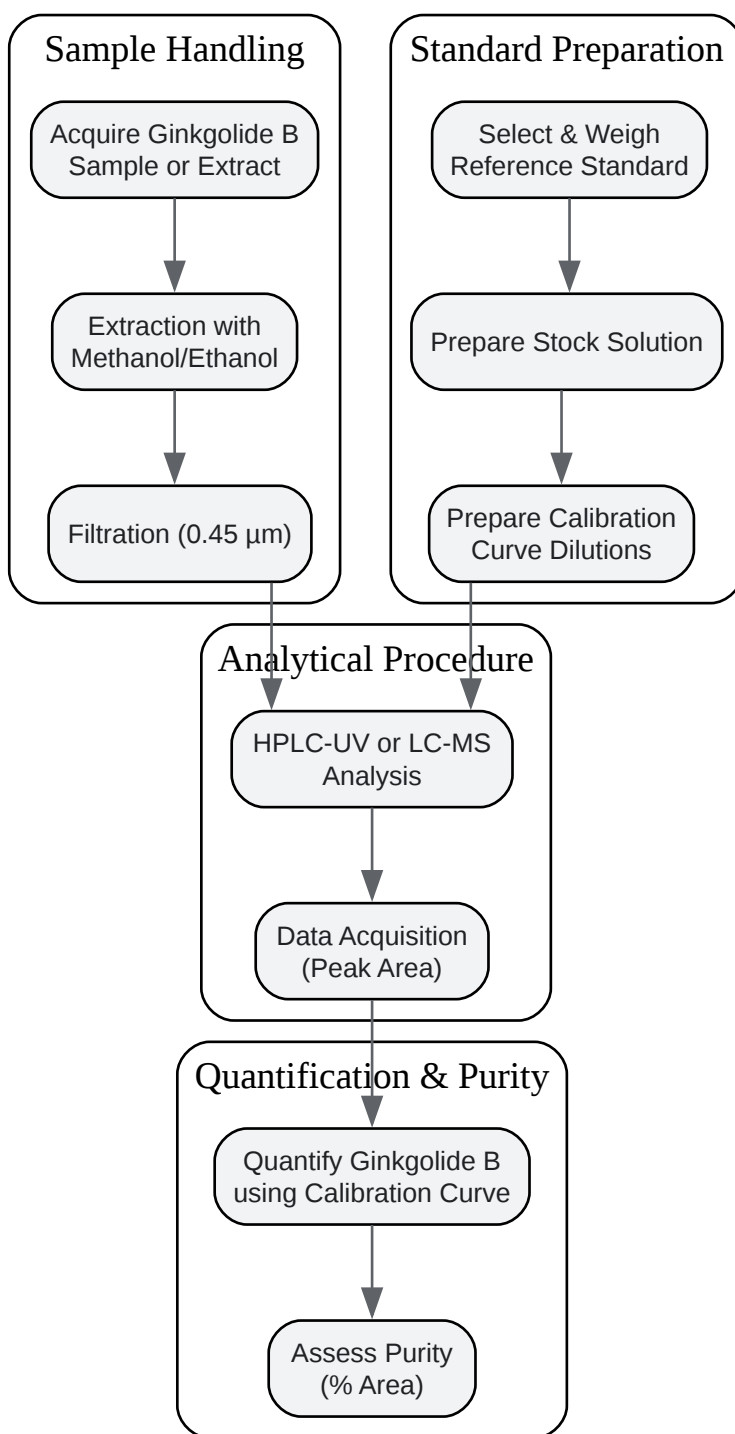 Sample Handling
Acquire Ginkgolide B
Sample or Extract
Extraction with
Methanol/Ethanol
Filtration (0.45 µm)
Standard Preparation
Select & Weigh
Reference Standard
Prepare Stock Solution
Prepare Calibration
Curve Dilutions
Analytical Procedure
HPLC-UV or LC-MS
Analysis
Data Acquisition
(Peak Area)
Quantification & Purity
Quantify Ginkgolide B
using Calibration Curve
Assess Purity
(% Area)